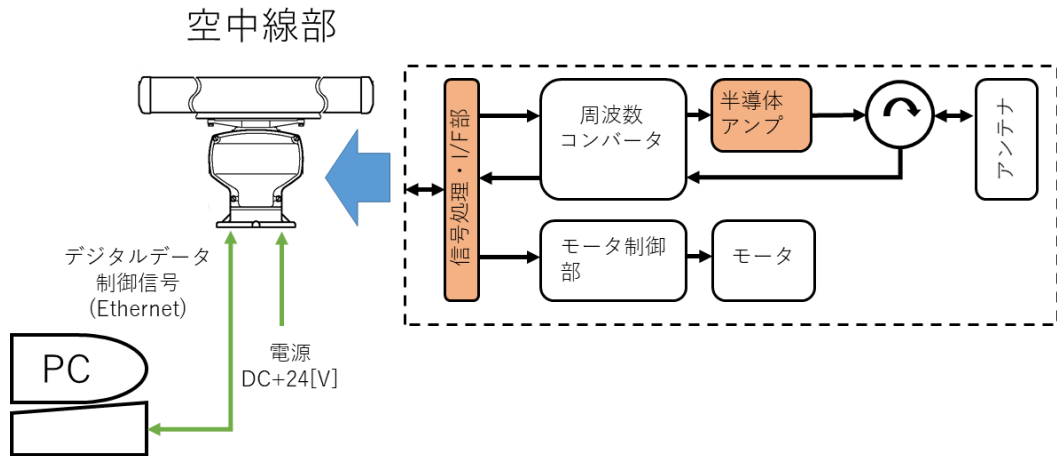 空中線部
信号処理・I/F部
周波数
コンバータ
半導体
アンプ
アンテナ
モータ制御
部
モータ
デジタルデータ
制御信号
(Ethernet)
電源
DC+24[V]
PC